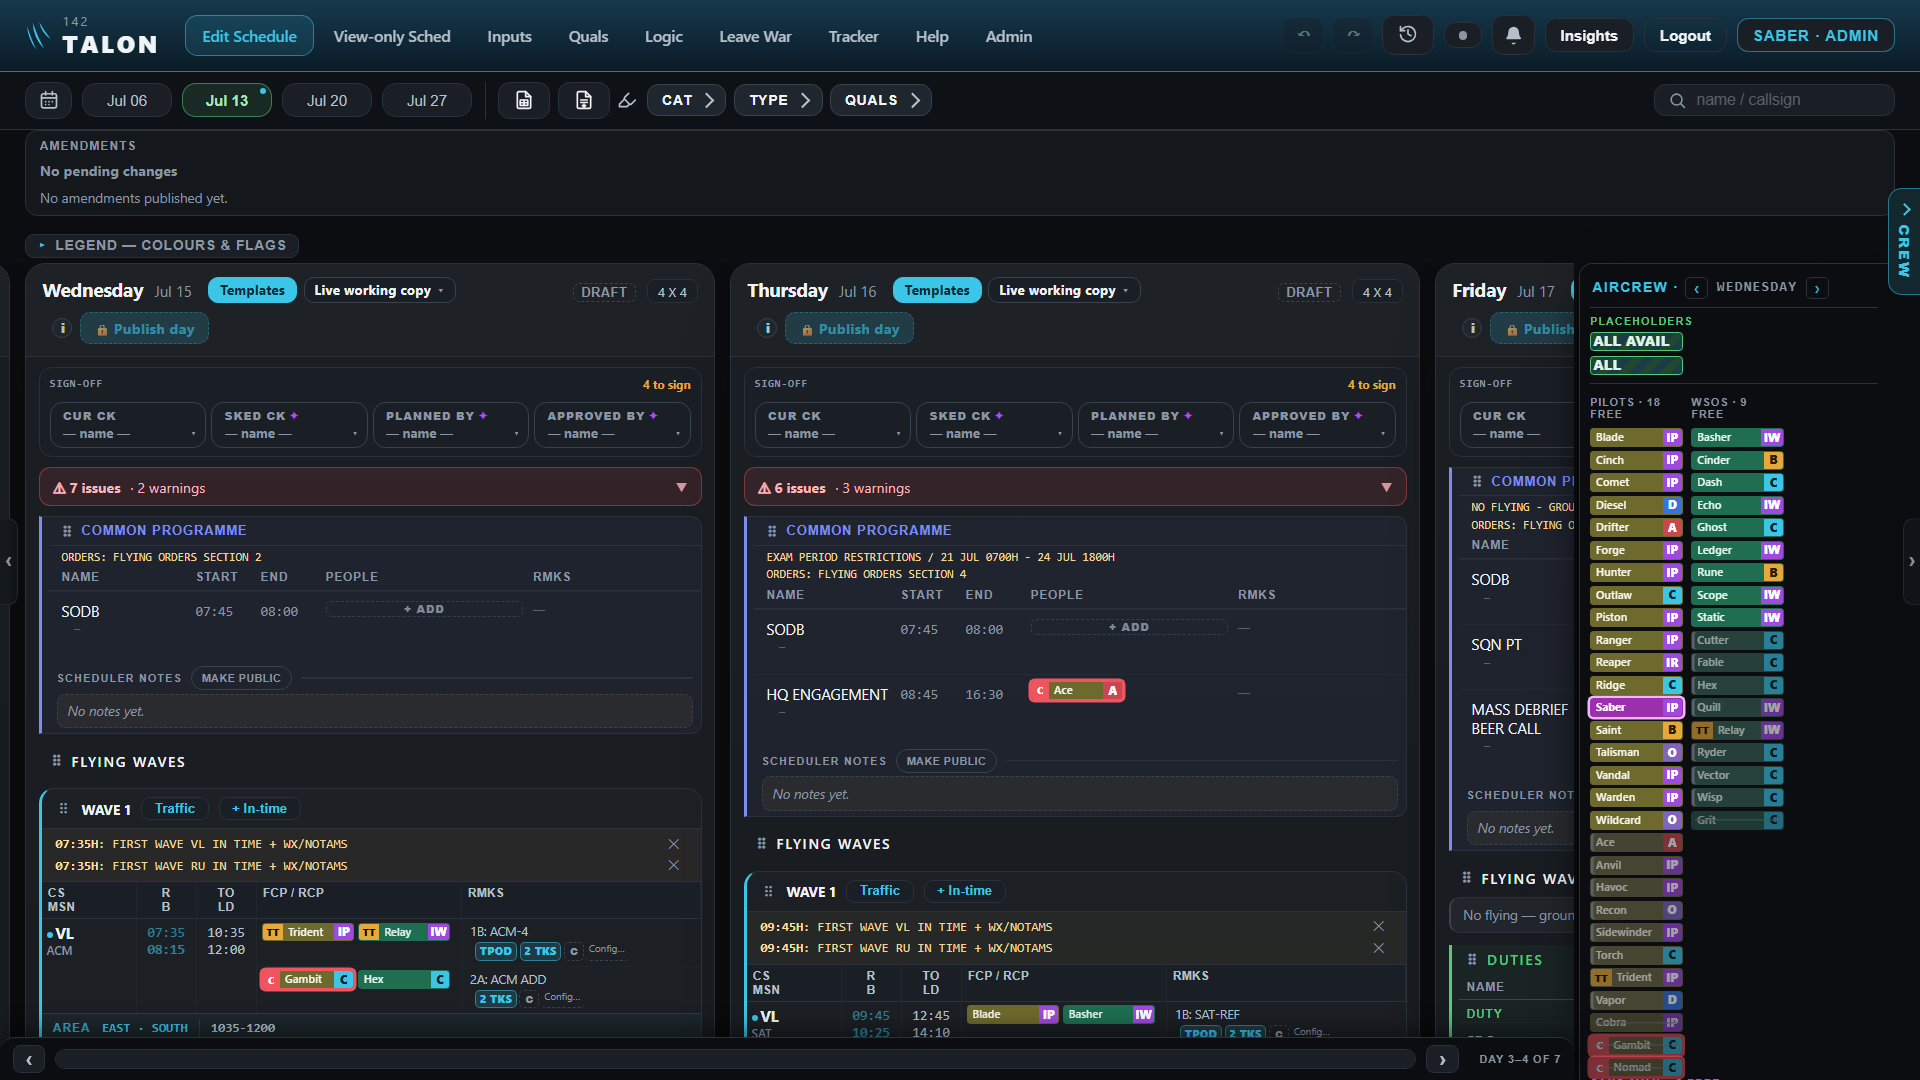 142
TALON
Edit Schedule
View-only Sched
Inputs
Quals
Logic
Leave War
Tracker
Help
Admin
Insights
Logout
SABER · ADMIN
Jul 06
Jul 13
Jul 20
Jul 27
CAT
TYPE
QUALS
name / callsign
AMENDMENTS
No pending changes
No amendments published yet.
LEGEND — COLOURS & FLAGS
CREW
Wednesday Jul 15 Templates Live working copy DRAFT 4 X 4
i Publish day
SIGN-OFF 4 to sign
CUR CK SKED CK PLANNED BY APPROVED BY
— name — — name — — name — — name —
7 issues · 2 warnings
COMMON PROGRAMME
ORDERS: FLYING ORDERS SECTION 2
NAME START END PEOPLE RMKS
SODB 07:45 08:00 + ADD —
—
SCHEDULER NOTES MAKE PUBLIC
No notes yet.
FLYING WAVES
WAVE 1 Traffic + In-time
07:35H: FIRST WAVE VL IN TIME + WX/NOTAMS
07:35H: FIRST WAVE RU IN TIME + WX/NOTAMS
CS R TO FCP / RCP RMKS
MSN B LD
VL 07:35 10:35 TT Trident IP TT Relay IW 1B: ACM-4
ACM 08:15 12:00 TPOD 2 TKS C Config...
C Gambit C Hex C 2A: ACM ADD
2 TKS C Config...
AREA EAST · SOUTH 1035-1200
Thursday Jul 16 Templates Live working copy DRAFT 4 X 4
i Publish day
SIGN-OFF 4 to sign
CUR CK SKED CK PLANNED BY APPROVED BY
— name — — name — — name — — name —
6 issues · 3 warnings
COMMON PROGRAMME
EXAM PERIOD RESTRICTIONS / 21 JUL 0700H - 24 JUL 1800H
ORDERS: FLYING ORDERS SECTION 4
NAME START END PEOPLE RMKS
SODB 07:45 08:00 + ADD —
—
HQ ENGAGEMENT 08:45 16:30 C Ace A —
—
SCHEDULER NOTES MAKE PUBLIC
No notes yet.
FLYING WAVES
WAVE 1 Traffic + In-time
09:45H: FIRST WAVE VL IN TIME + WX/NOTAMS
09:45H: FIRST WAVE RU IN TIME + WX/NOTAMS
CS R TO FCP / RCP RMKS
MSN B LD
VL 09:45 12:45 Blade IP Basher IW 1B: SAT-REF
SAT 10:25 14:10 TPOD 2 TKS C Config...
Friday Jul 17
i Publish
SIGN-OFF
CUR CK
— name —
COMMON P
NO FLYING - GROU
ORDERS: FLYING O
NAME
SODB
—
SQN PT
—
MASS DEBRIEF
BEER CALL
—
SCHEDULER NOT
No notes yet.
FLYING WAV
No flying — groun
DUTIES
NAME
DUTY
AIRCREW · WEDNESDAY
PLACEHOLDERS
ALL AVAIL
ALL
PILOTS · 18 FREE
Blade IP
Cinch IP
Comet IP
Diesel D
Drifter A
Forge IP
Hunter IP
Outlaw C
Piston IP
Ranger IP
Reaper IR
Ridge C
Saber IP
Saint B
Talisman O
Vandal IP
Warden IP
Wildcard O
Ace A
Anvil IP
Havoc IP
Recon O
Sidewinder IP
Torch C
TT Trident IP
Vapor D
Cobra IP
C Gambit C
C Nomad C
WSOS · 9 FREE
Basher IW
Cinder B
Dash C
Echo IW
Ghost C
Ledger IW
Rune B
Scope IW
Static IW
Cutter C
Fable C
Hex C
Quill IW
TT Relay IW
Ryder C
Vector C
Wisp C
Grit C
DAY 3–4 OF 7